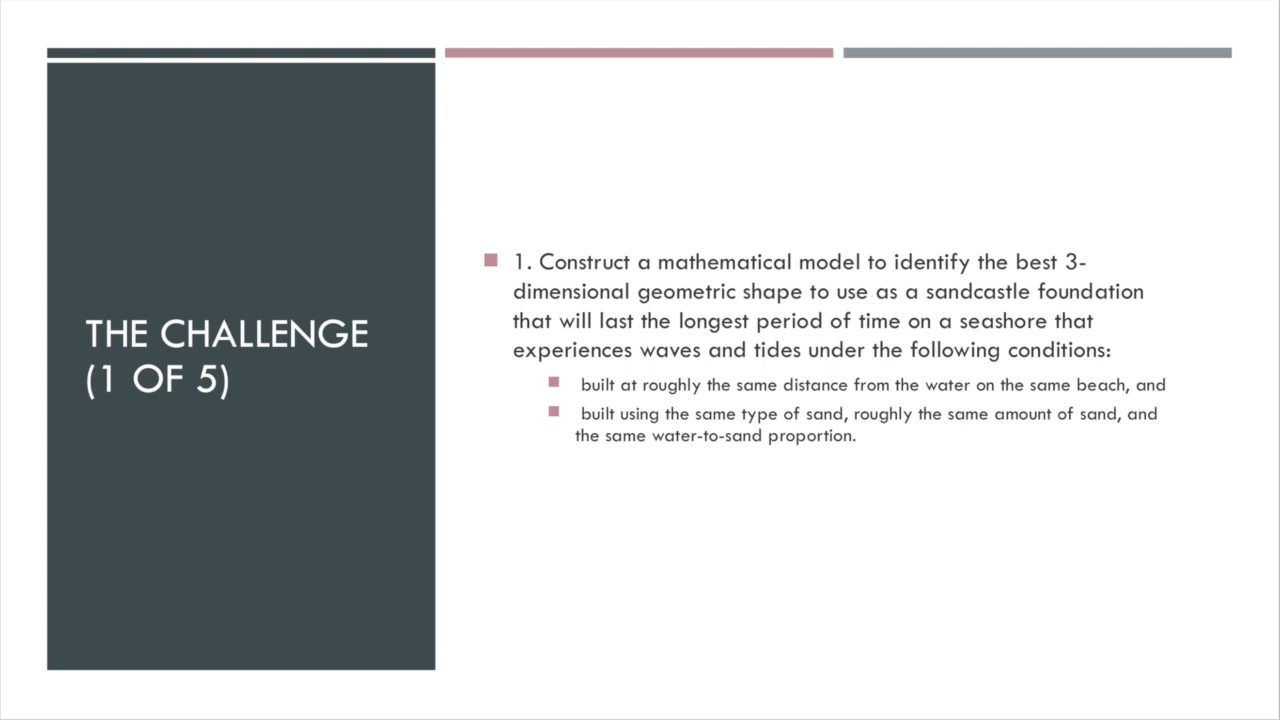 THE CHALLENGE
(1 OF 5)
1. Construct a mathematical model to identify the best 3-
dimensional geometric shape to use as a sandcastle foundation
that will last the longest period of time on a seashore that
experiences waves and tides under the following conditions:
built at roughly the same distance from the water on the same beach, and
built using the same type of sand, roughly the same amount of sand, and
the same water-to-sand proportion.